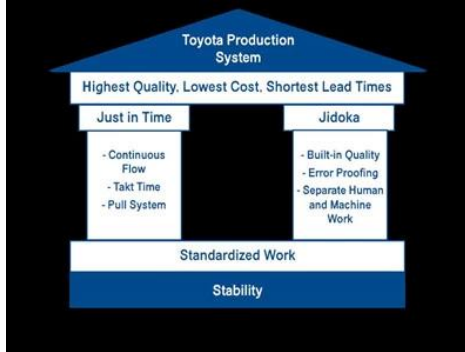 Toyota Production
System
Highest Quality, Lowest Cost, Shortest Lead Times
Just in Time
- Continuous
Flow
- Takt Time
- Pull System
Jidoka
- Built-in Quality
- Error Proofing
- Separate Human
and Machine
Work
Standardized Work
Stability